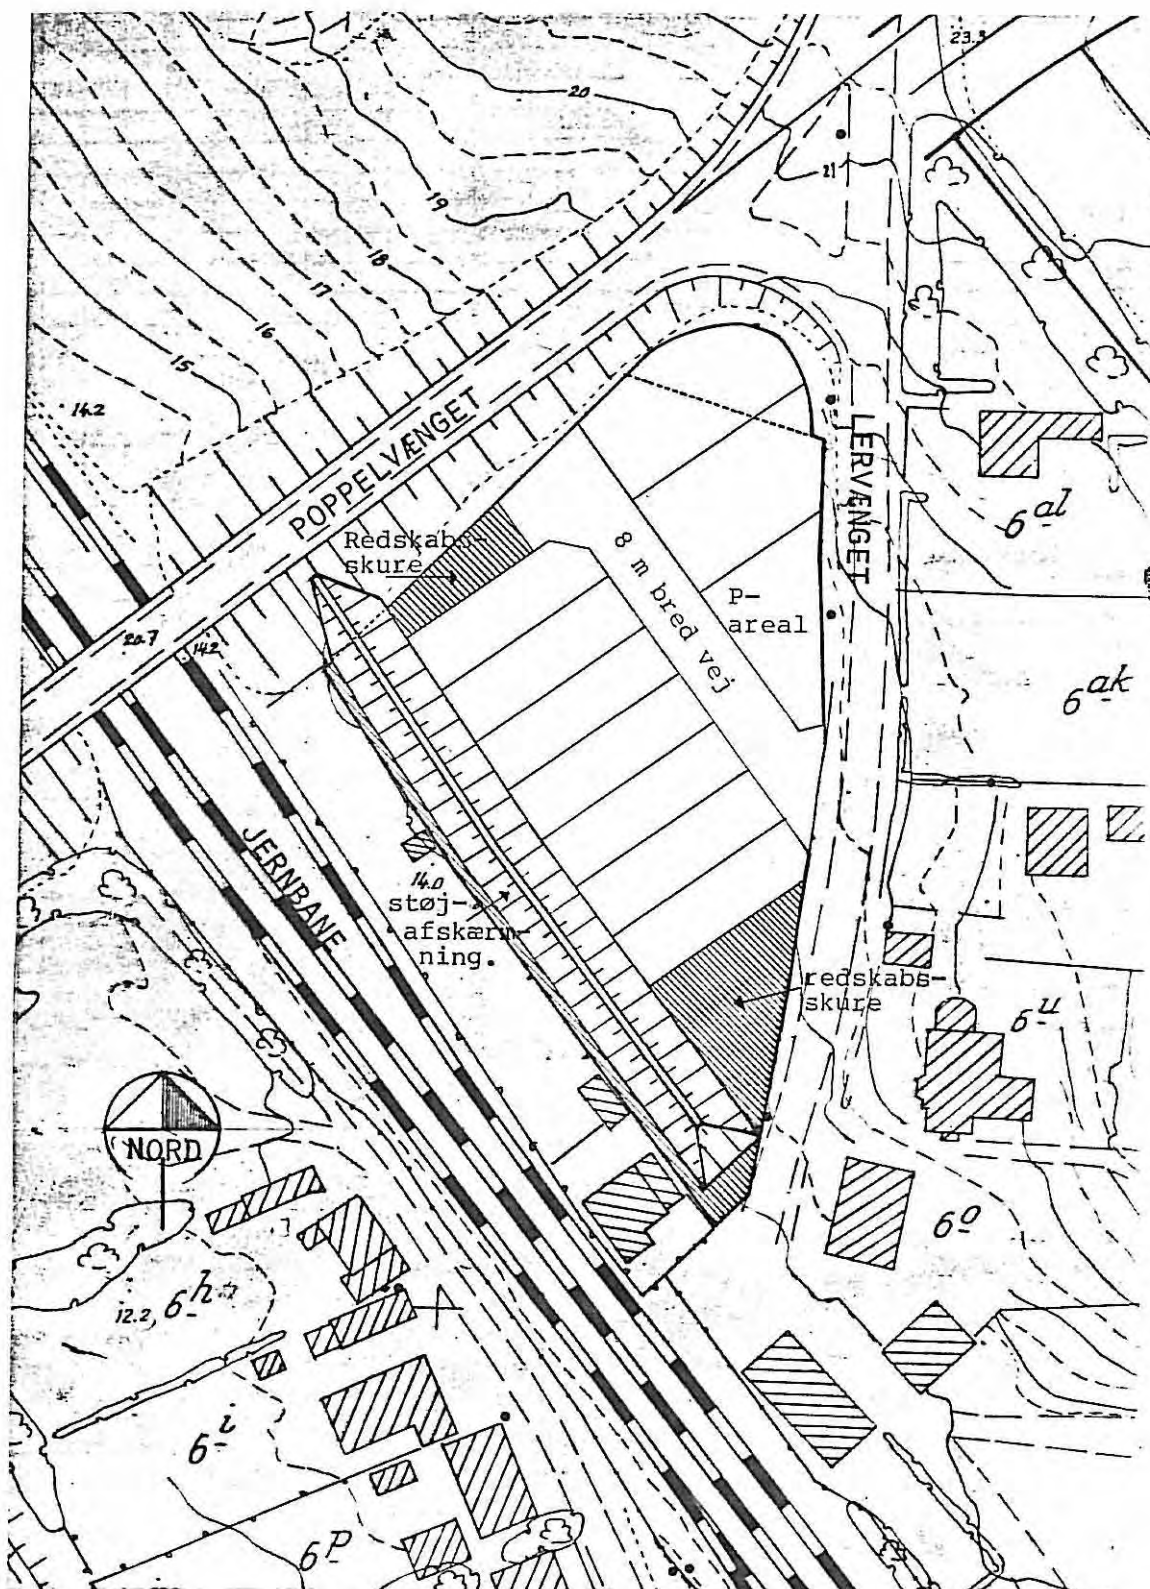 23.5
20
21
19
18
17
16
15
14.2
POPPELVÆNGET
LERVÆNGET
6al
Redskabs-
skure
8 m bred vej
P-
areal
20.7
14.2
6ak
JERNBANE
14.0
støj-
afskærm-
ning.
redskabs-
skure
6u
NORD
6o
12.2
6h
6i
6p